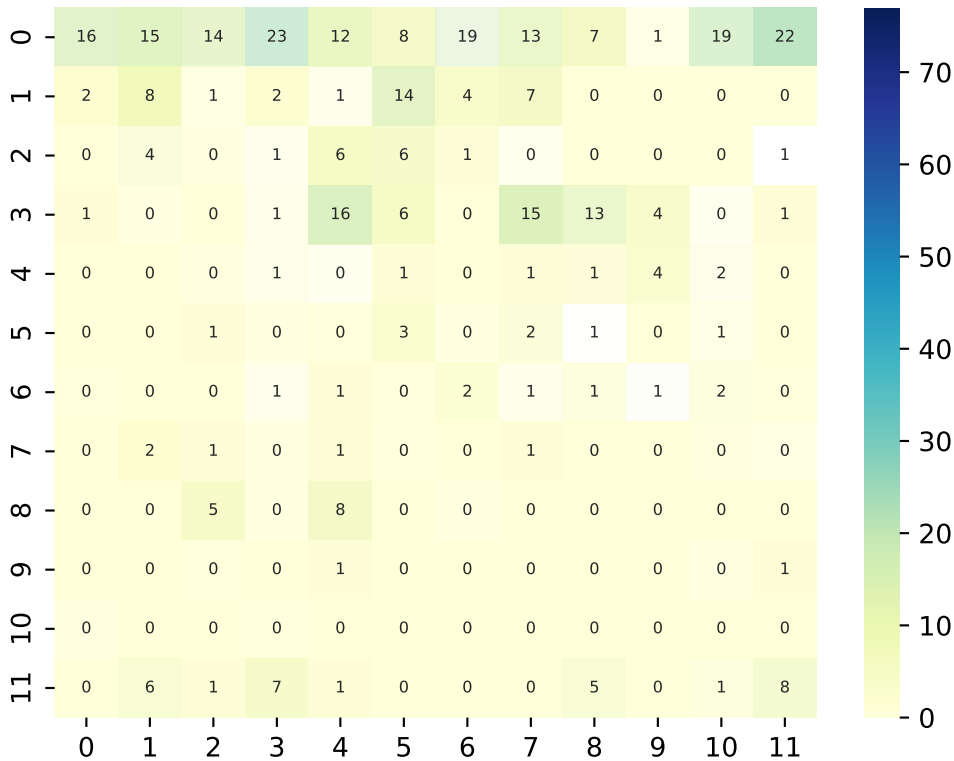 0 16 15 14 23 12 8 19 13 7 1 19 22
1 2 8 1 2 1 14 4 7 0 0 0 0
2 0 4 0 1 6 6 1 0 0 0 0 1
3 1 0 0 1 16 6 0 15 13 4 0 1
4 0 0 0 1 0 1 0 1 1 4 2 0
5 0 0 1 0 0 3 0 2 1 0 1 0
6 0 0 0 1 1 0 2 1 1 1 2 0
7 0 2 1 0 1 0 0 1 0 0 0 0
8 0 0 5 0 8 0 0 0 0 0 0 0
9 0 0 0 0 1 0 0 0 0 0 0 1
10 0 0 0 0 0 0 0 0 0 0 0 0
11 0 6 1 7 1 0 0 0 5 0 1 8
0 1 2 3 4 5 6 7 8 9 10 11
70
60
50
40
30
20
10
0